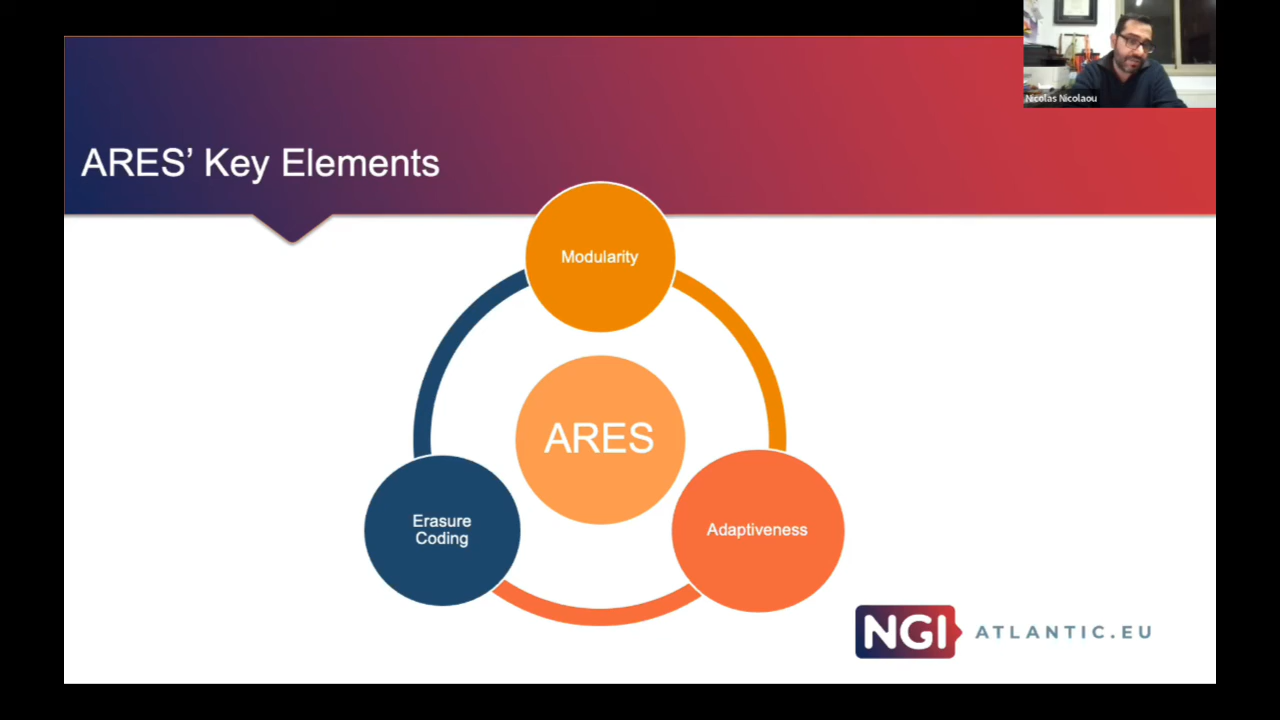 Nicolas Nicolaou
ARES’ Key Elements
Modularity
ARES
Erasure
Coding
Adaptiveness
NGI ATLANTIC.EU